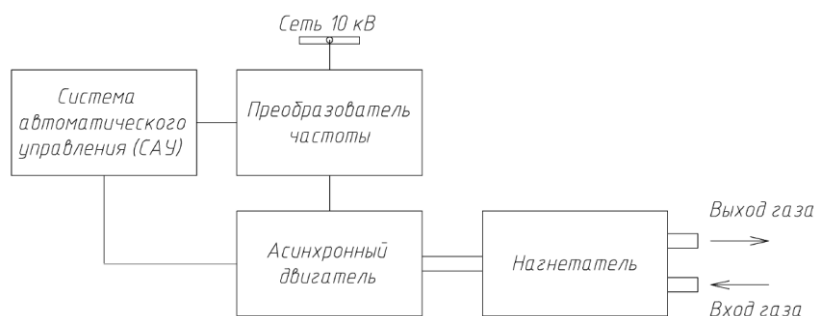 Сеть 10 кВ
Система
автоматического
управления (САУ)
Преобразователь
частоты
Асинхронный
двигатель
Нагнетатель
Выход газа
Вход газа